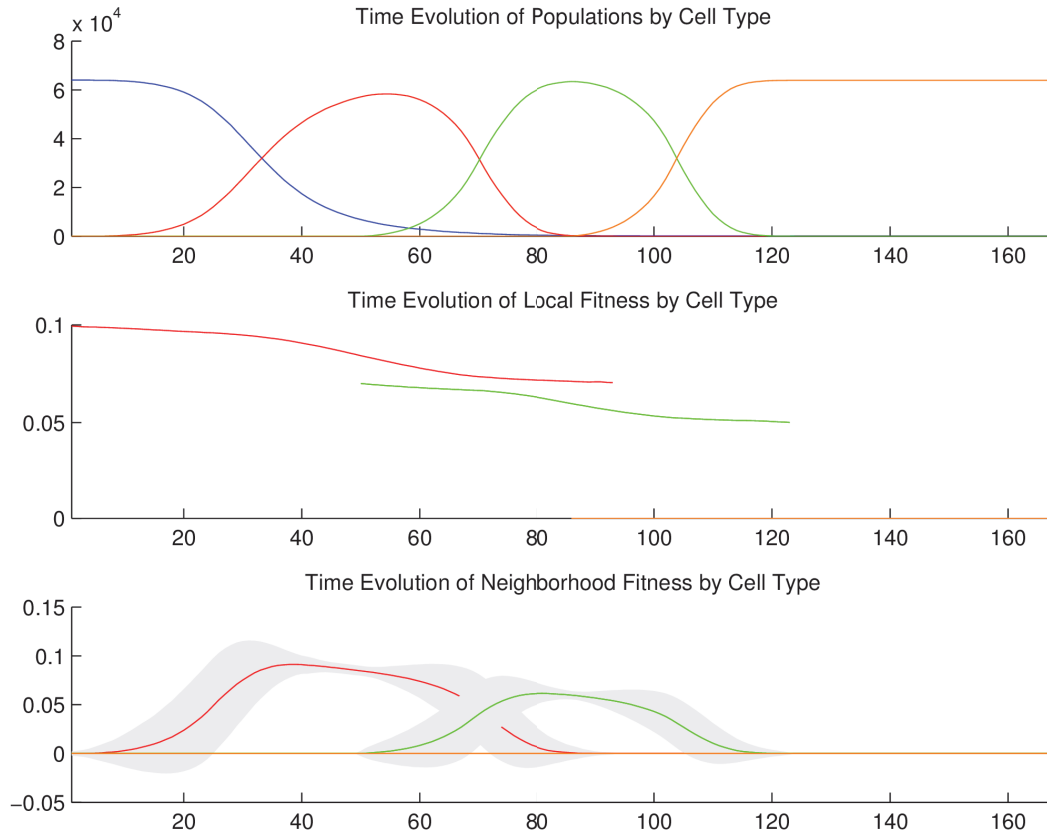 Time Evolution of Populations by Cell Type
x 10⁴
8
6
4
2
0
20 40 60 80 100 120 140 160
Time Evolution of Local Fitness by Cell Type
0.1
0.05
0
20 40 60 80 100 120 140 160
Time Evolution of Neighborhood Fitness by Cell Type
0.15
0.1
0.05
0
−0.05
20 40 60 80 100 120 140 160